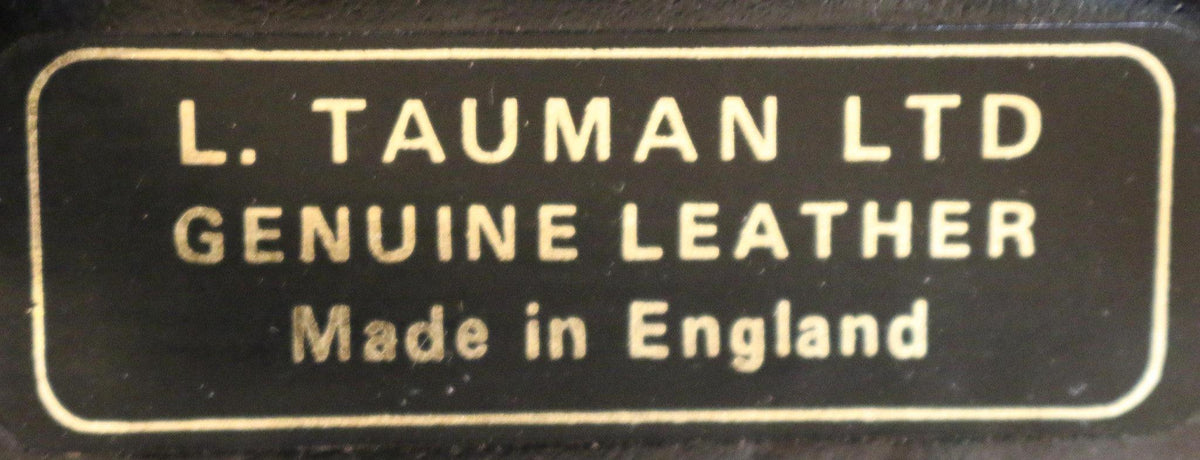 L. TAUMAN LTD
GENUINE LEATHER
Made in England